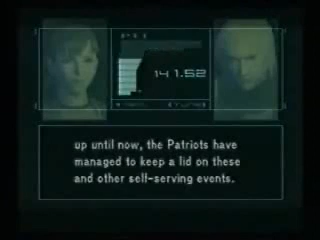 141.52
up until now, the Patriots have
managed to keep a lid on these
and other self-serving events.